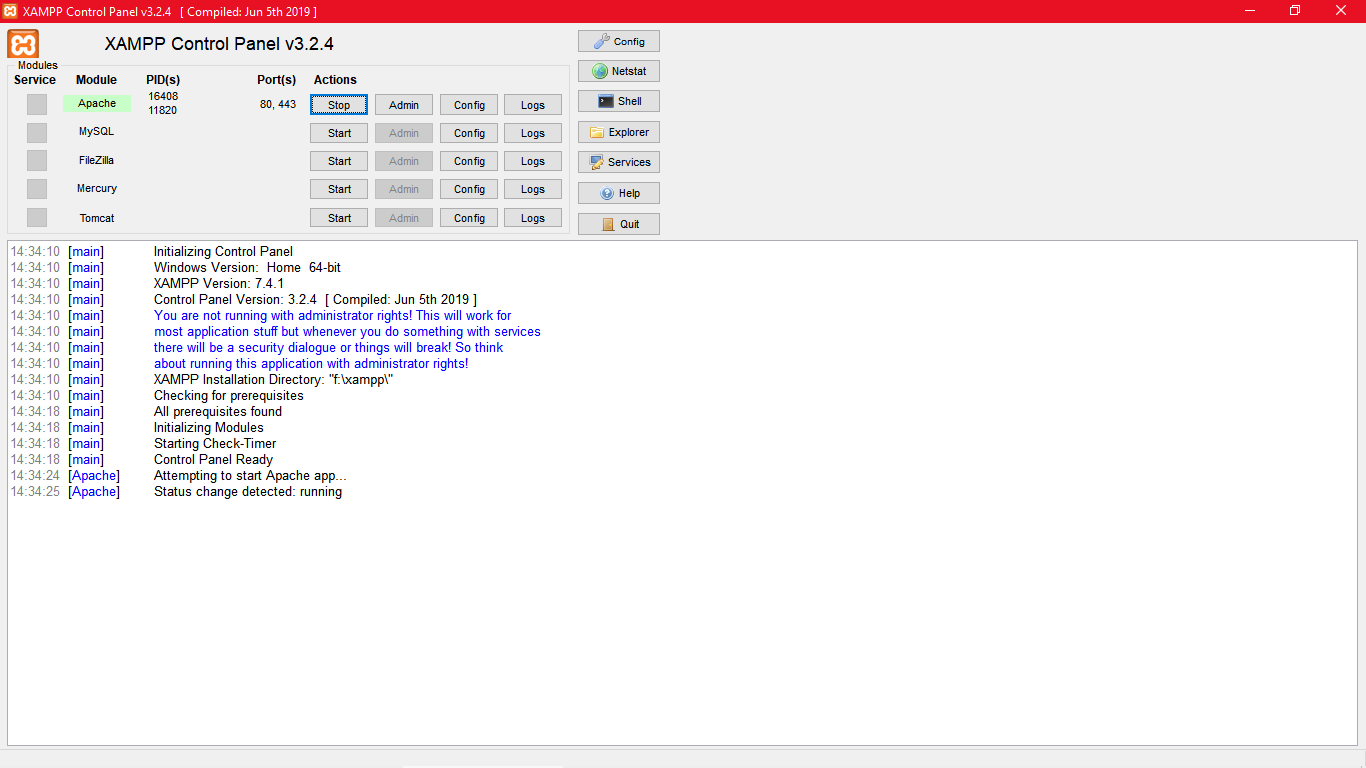 XAMPP Control Panel v3.2.4 [ Compiled: Jun 5th 2019 ]
XAMPP Control Panel v3.2.4
Config
Modules
Service Module PID(s) Port(s) Actions
Netstat
Apache 16408 11820 80, 443 Stop Admin Config Logs
Shell
MySQL Start Admin Config Logs
Explorer
FileZilla Start Admin Config Logs
Services
Mercury Start Admin Config Logs
Help
Tomcat Start Admin Config Logs
Quit
14:34:10 [main] Initializing Control Panel
14:34:10 [main] Windows Version: Home 64-bit
14:34:10 [main] XAMPP Version: 7.4.1
14:34:10 [main] Control Panel Version: 3.2.4 [ Compiled: Jun 5th 2019 ]
14:34:10 [main] You are not running with administrator rights! This will work for
14:34:10 [main] most application stuff but whenever you do something with services
14:34:10 [main] there will be a security dialogue or things will break! So think
14:34:10 [main] about running this application with administrator rights!
14:34:10 [main] XAMPP Installation Directory: "f:\xampp\"
14:34:10 [main] Checking for prerequisites
14:34:18 [main] All prerequisites found
14:34:18 [main] Initializing Modules
14:34:18 [main] Starting Check-Timer
14:34:18 [main] Control Panel Ready
14:34:24 [Apache] Attempting to start Apache app...
14:34:25 [Apache] Status change detected: running